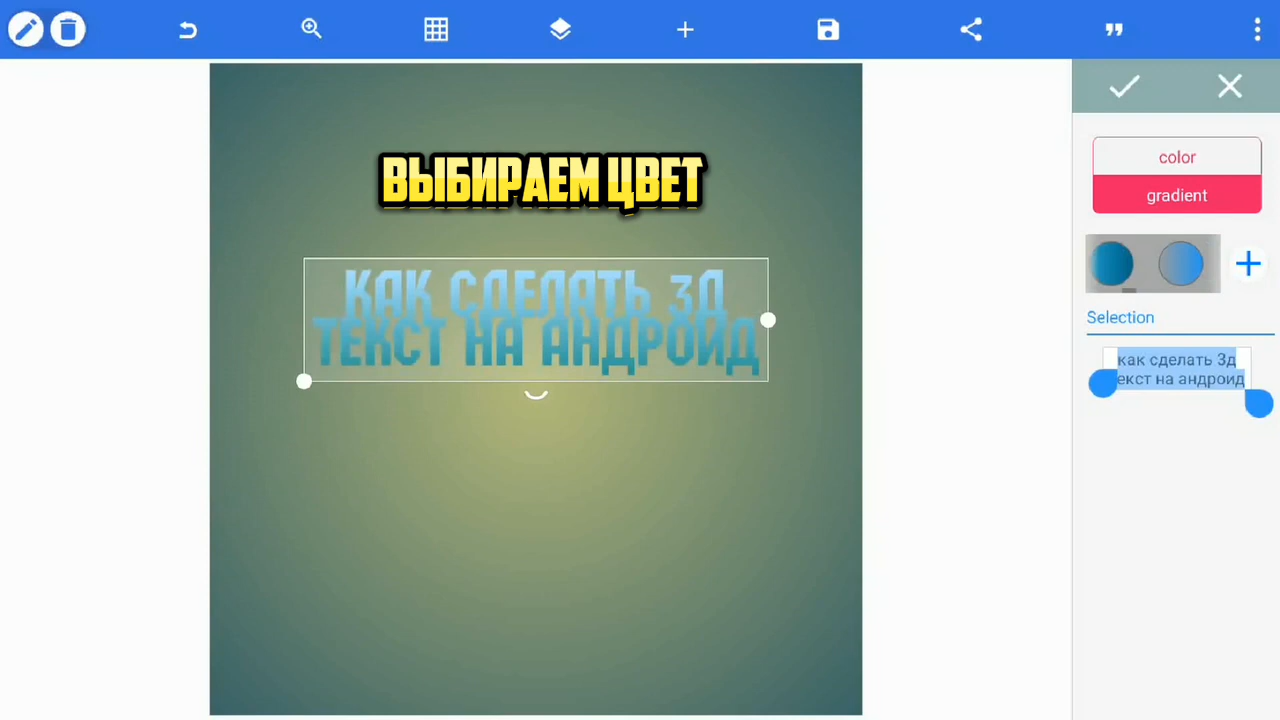 ВЫБИРАЕМ ЦВЕТ
КАК СДЕЛАТЬ 3Д
ТЕКСТ НА АНДРОИД
color
gradient
Selection
как сделать 3д
екст на андроид